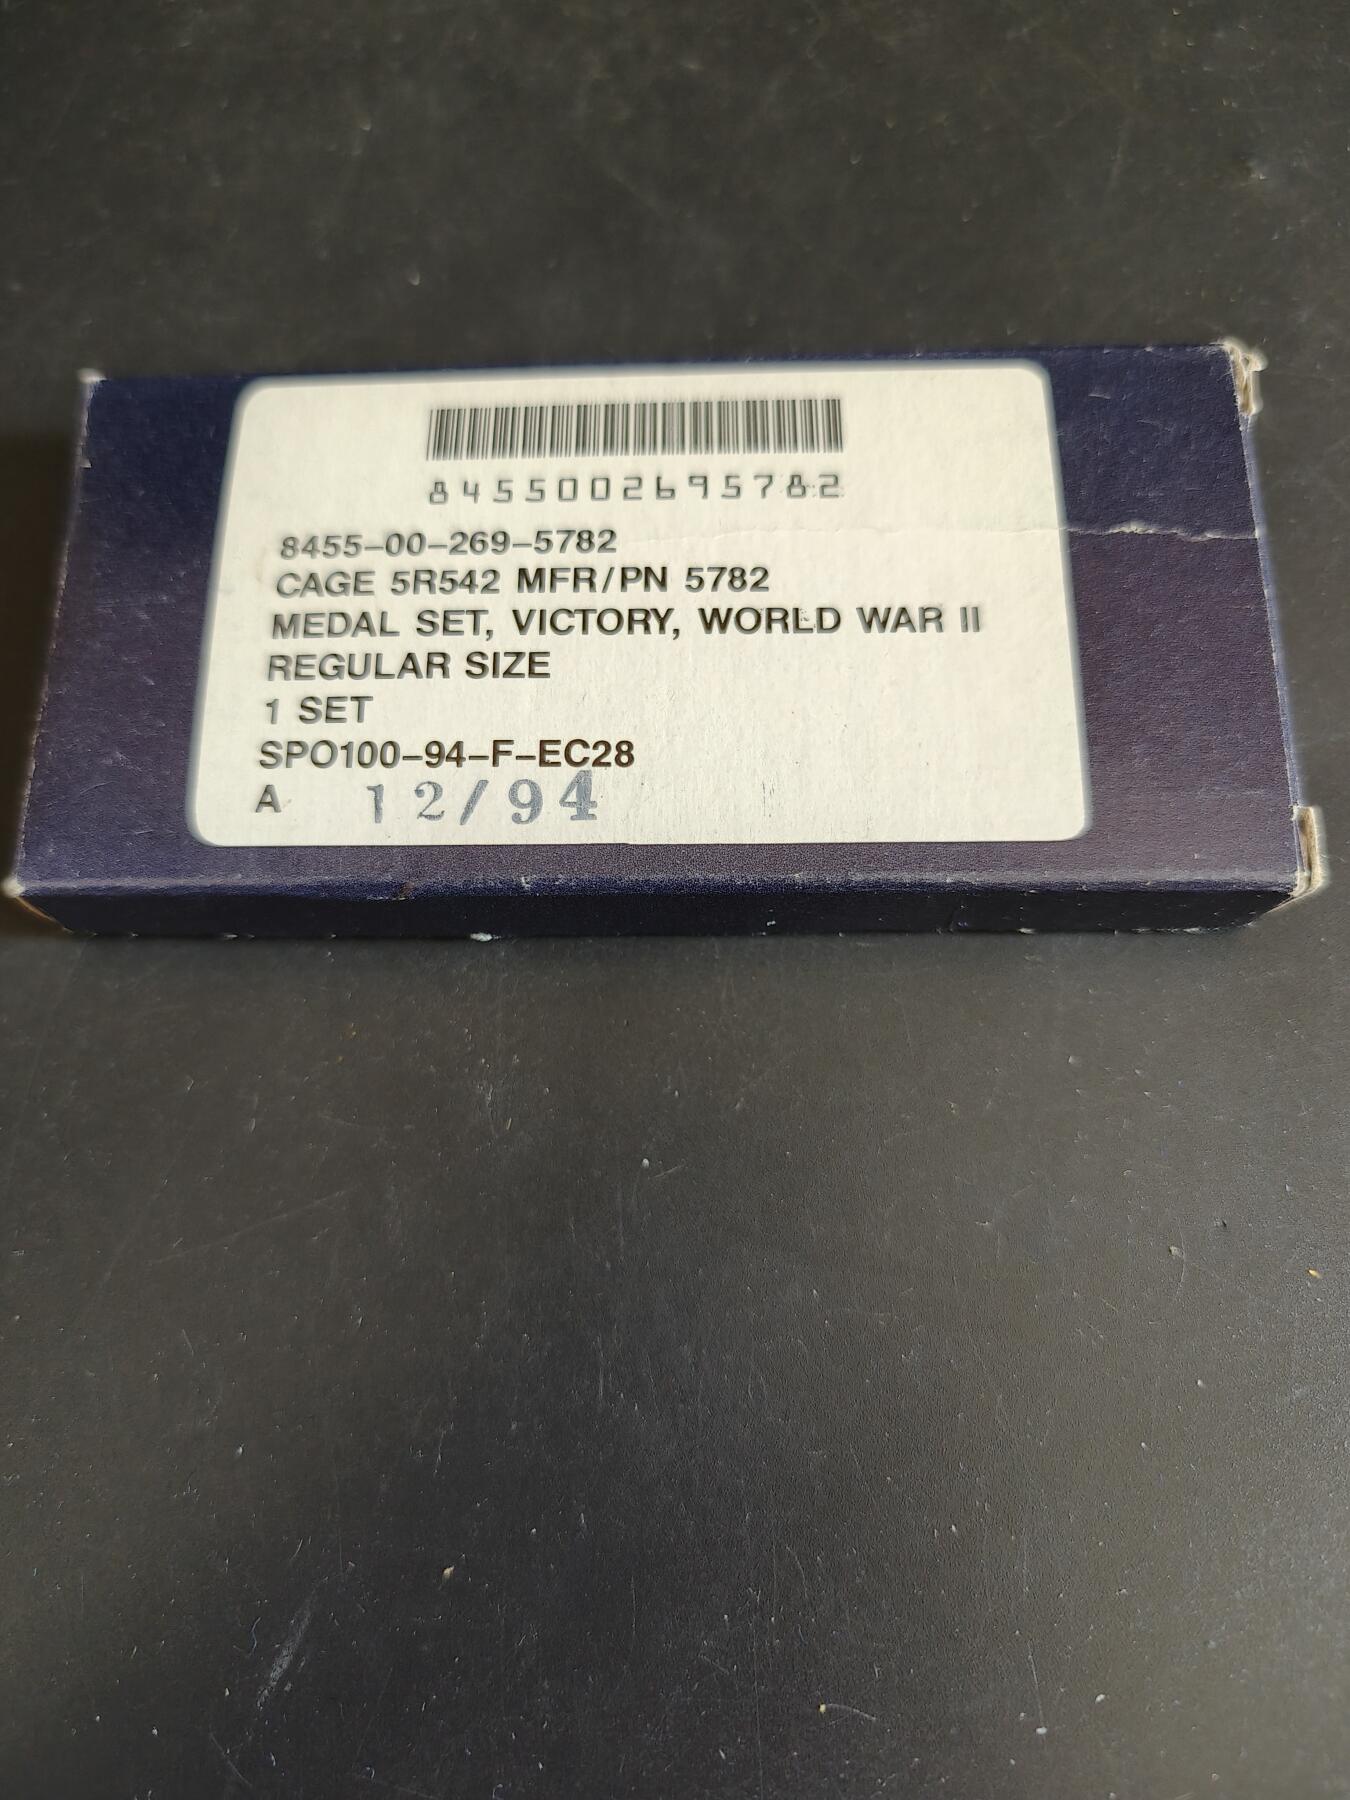 8455002695782
8455-00-269-5782
CAGE 5R542 MFR/PN 5782
MEDAL SET, VICTORY, WORLD WAR II
REGULAR SIZE
1 SET
SPO100-94-F-EC28
A 12/94